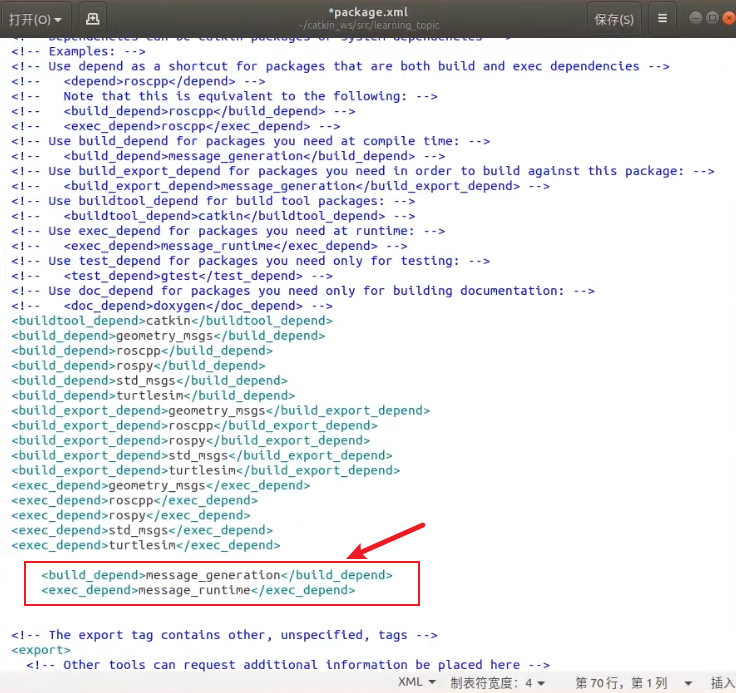 打开(O)
*package.xml
~/catkin_ws/src/learning_topic
保存(S)
<!-- Dependencies can be catkin packages or system dependencies -->
<!-- Examples: -->
<!-- Use depend as a shortcut for packages that are both build and exec dependencies -->
<!--   <depend>roscpp</depend> -->
<!--   Note that this is equivalent to the following: -->
<!--   <build_depend>roscpp</build_depend> -->
<!--   <exec_depend>roscpp</exec_depend> -->
<!-- Use build_depend for packages you need at compile time: -->
<!--   <build_depend>message_generation</build_depend> -->
<!-- Use build_export_depend for packages you need in order to build against this package: -->
<!--   <build_export_depend>message_generation</build_export_depend> -->
<!-- Use buildtool_depend for build tool packages: -->
<!--   <buildtool_depend>catkin</buildtool_depend> -->
<!-- Use exec_depend for packages you need at runtime: -->
<!--   <exec_depend>message_runtime</exec_depend> -->
<!-- Use test_depend for packages you need only for testing: -->
<!--   <test_depend>gtest</test_depend> -->
<!-- Use doc_depend for packages you need only for building documentation: -->
<!--   <doc_depend>doxygen</doc_depend> -->
<buildtool_depend>catkin</buildtool_depend>
<build_depend>geometry_msgs</build_depend>
<build_depend>roscpp</build_depend>
<build_depend>rospy</build_depend>
<build_depend>std_msgs</build_depend>
<build_depend>turtlesim</build_depend>
<build_export_depend>geometry_msgs</build_export_depend>
<build_export_depend>roscpp</build_export_depend>
<build_export_depend>rospy</build_export_depend>
<build_export_depend>std_msgs</build_export_depend>
<build_export_depend>turtlesim</build_export_depend>
<exec_depend>geometry_msgs</exec_depend>
<exec_depend>roscpp</exec_depend>
<exec_depend>rospy</exec_depend>
<exec_depend>std_msgs</exec_depend>
<exec_depend>turtlesim</exec_depend>
<build_depend>message_generation</build_depend>
<exec_depend>message_runtime</exec_depend>
<!-- The export tag contains other, unspecified, tags -->
<export>
<!-- Other tools can request additional information be placed here -->
XML 制表符宽度：4 第 70 行，第 1 列 插入